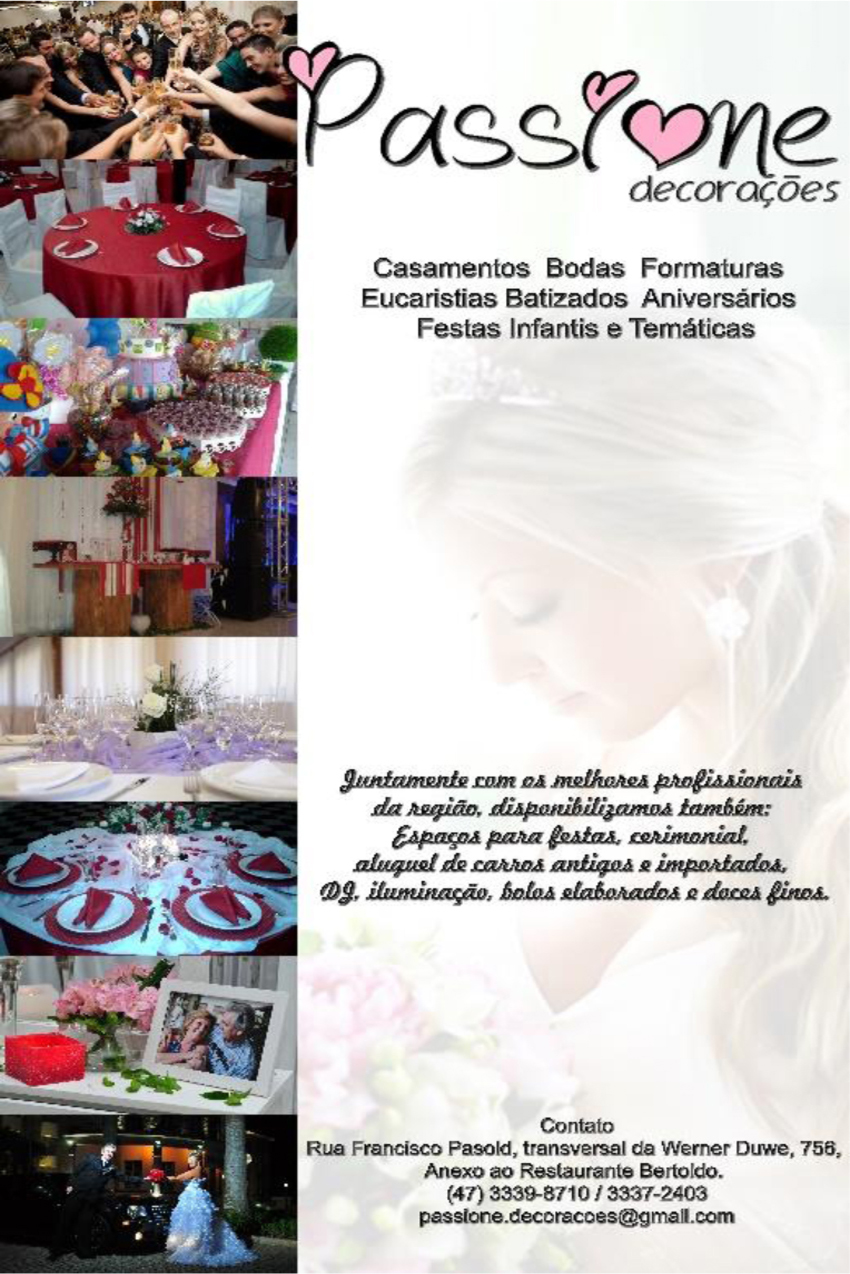 Passione
decorações
Casamentos Bodas Formaturas
Eucaristias Batizados Aniversários
Festas Infantis e Temáticas
Juntamente com os melhores profissionais
da região, disponibilizamos também:
Espaços para festas, cerimonial,
aluguel de carros antigos e importados,
DJ, iluminação, bolos elaborados e doces finos.
Contato
Rua Francisco Pasold, transversal da Werner Duwe, 756,
Anexo ao Restaurante Bertoldo.
(47) 3339-8710 / 3337-2403
passione.decoracoes@gmail.com